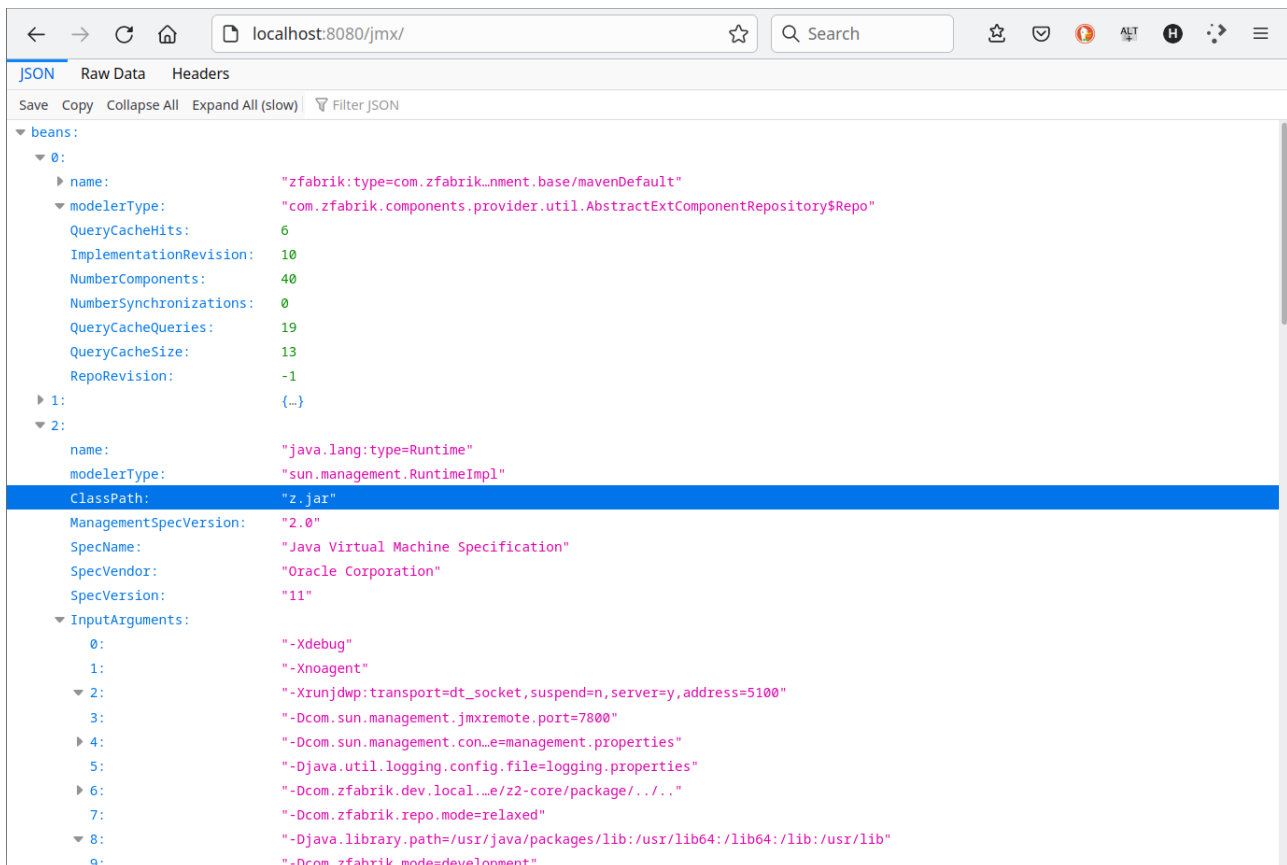 localhost:8080/jmx/ Search ALT H
JSON Raw Data Headers
Save Copy Collapse All Expand All (slow) Filter JSON
beans:
0:
name: "zfabrik:type=com.zfabrik…nment.base/mavenDefault"
modelerType: "com.zfabrik.components.provider.util.AbstractExtComponentRepository$Repo"
QueryCacheHits: 6
ImplementationRevision: 10
NumberComponents: 40
NumberSynchronizations: 0
QueryCacheQueries: 19
QueryCacheSize: 13
RepoRevision: -1
1: {…}
2:
name: "java.lang:type=Runtime"
modelerType: "sun.management.RuntimeImpl"
ClassPath: "z.jar"
ManagementSpecVersion: "2.0"
SpecName: "Java Virtual Machine Specification"
SpecVendor: "Oracle Corporation"
SpecVersion: "11"
InputArguments:
0: "-Xdebug"
1: "-Xnoagent"
2: "-Xrunjdwp:transport=dt_socket,suspend=n,server=y,address=5100"
3: "-Dcom.sun.management.jmxremote.port=7800"
4: "-Dcom.sun.management.con…e=management.properties"
5: "-Djava.util.logging.config.file=logging.properties"
6: "-Dcom.zfabrik.dev.local.…e/z2-core/package/../.."
7: "-Dcom.zfabrik.repo.mode=relaxed"
8: "-Djava.library.path=/usr/java/packages/lib:/usr/lib64:/lib64:/lib:/usr/lib"
9: "-Dcom.zfabrik.mode=development"